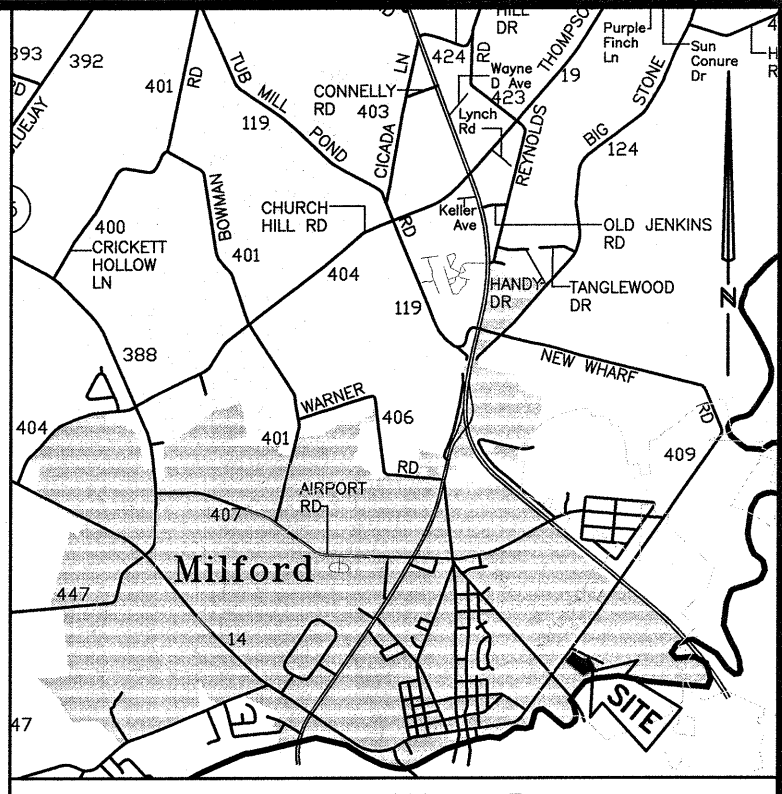 HILL
DR
Purple
Finch
Ln
Sun
Conure
Dr
393
392
RD
401
RD
TUB MILL
POND
RD
119
CONNELLY
RD
403
CICADA
LN
424
RD
Wayne
D Ave
423
Lynch
Rd
THOMPSO
19
REYNOLDS
BIG
STONE
124
LUEJAY
400
CRICKETT
HOLLOW
LN
BOWMAN
401
CHURCH
HILL RD
404
Keller
Ave
OLD JENKINS
RD
HANDY
DR
TANGLEWOOD
DR
119
N
388
NEW WHARF
RD
409
404
WARNER
406
RD
401
AIRPORT
RD
407
Milford
447
14
47
SITE